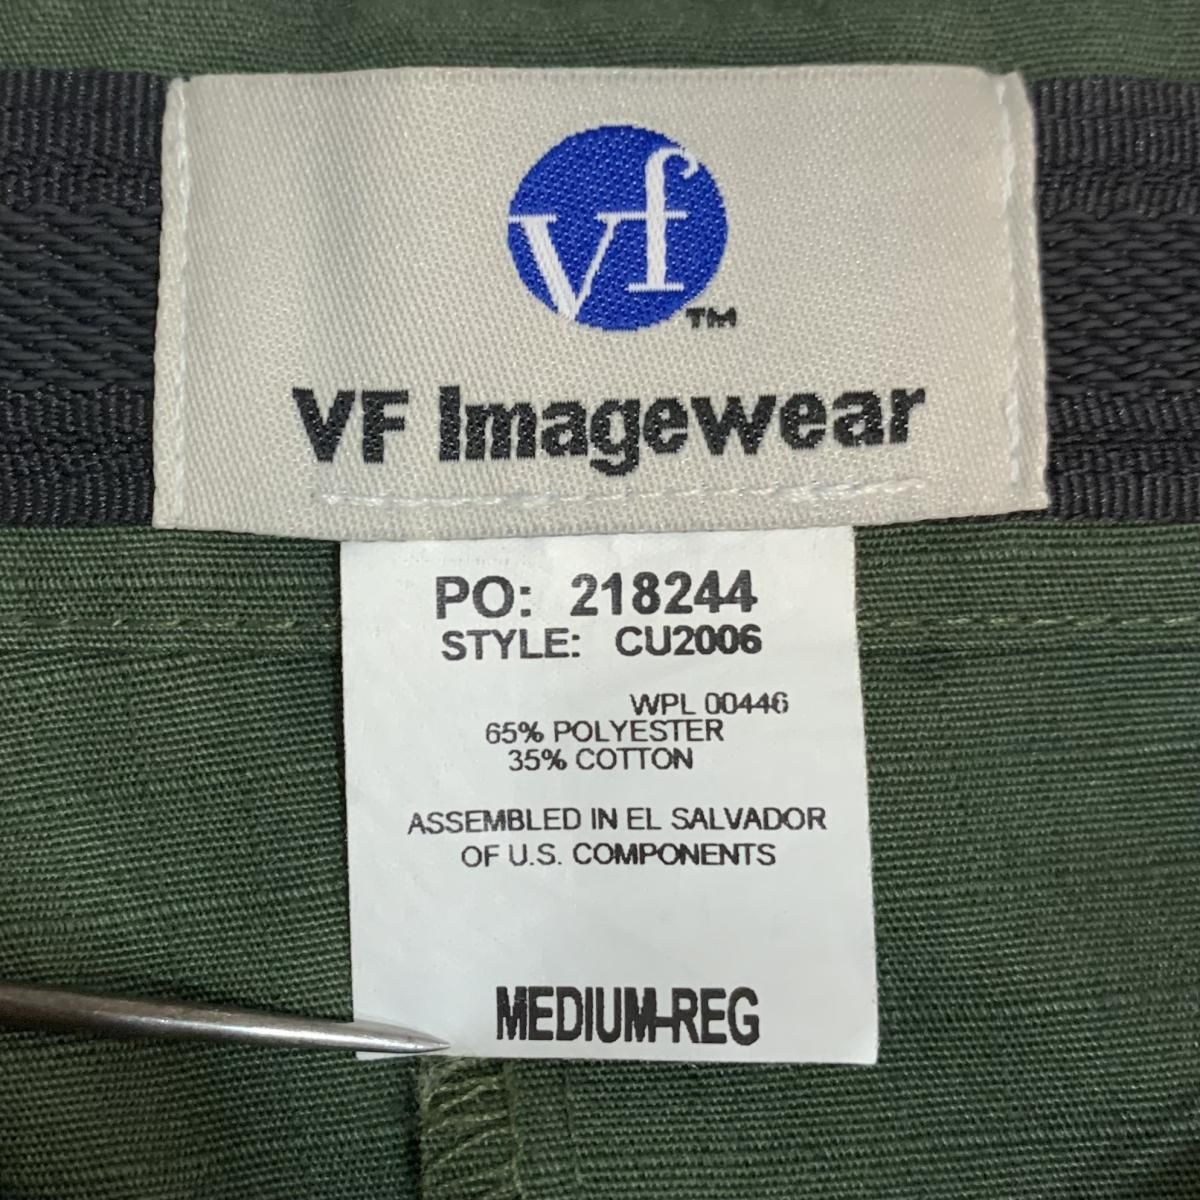 vf
TM
VF Imagewear
PO: 218244
STYLE: CU2006
WPL 00446
65% POLYESTER
35% COTTON
ASSEMBLED IN EL SALVADOR
OF U.S. COMPONENTS
MEDIUM-REG